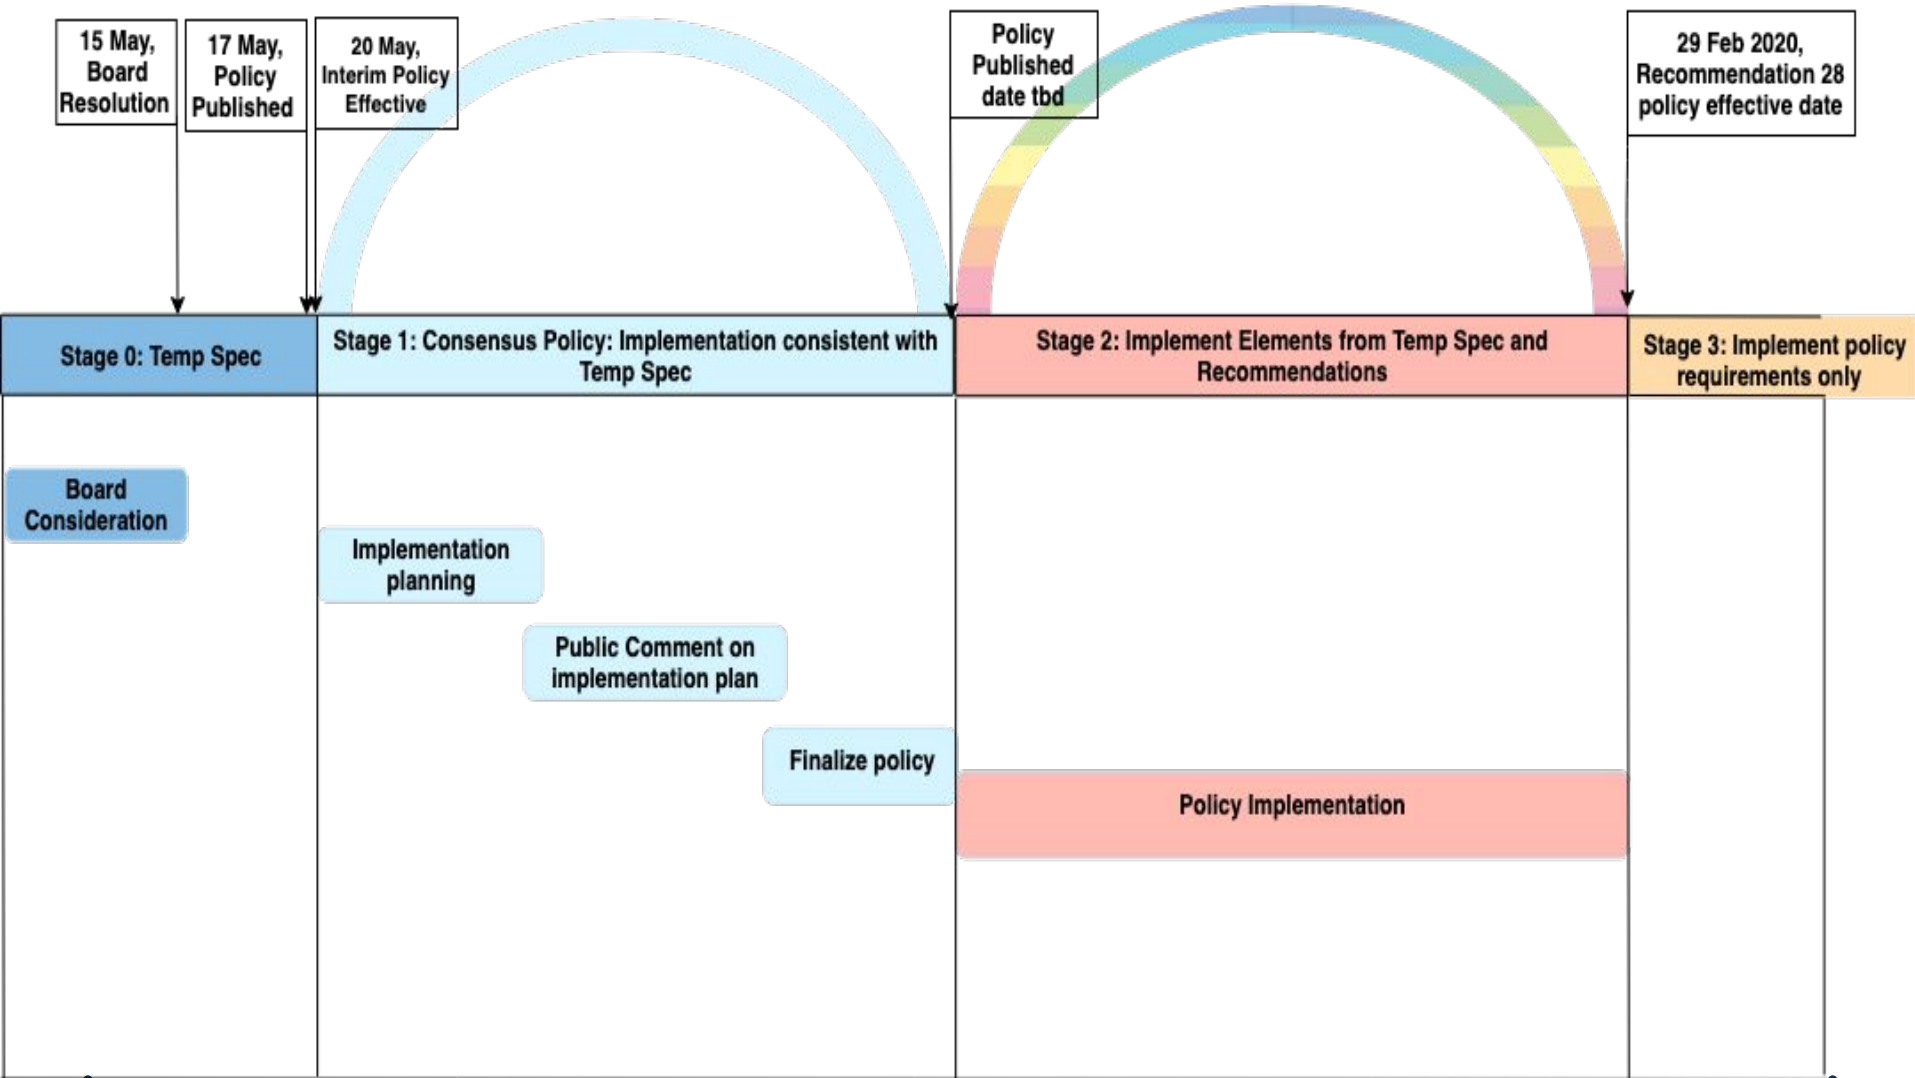 15 May,
Board
Resolution
17 May,
Policy
Published
20 May,
Interim Policy
Effective
Policy
Published
date tbd
29 Feb 2020,
Recommendation 28
policy effective date
Stage 0: Temp Spec
Stage 1: Consensus Policy: Implementation consistent with
Temp Spec
Stage 2: Implement Elements from Temp Spec and
Recommendations
Stage 3: Implement policy
requirements only
Board
Consideration
Implementation
planning
Public Comment on
implementation plan
Finalize policy
Policy Implementation